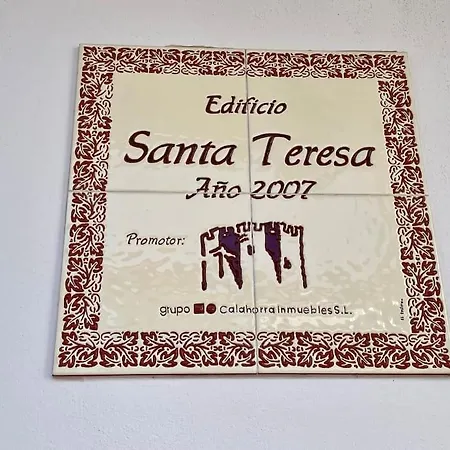 Edificio
Santa Teresa
Año 2007
Promotor:
grupo Calahorra inmuebles S.L.